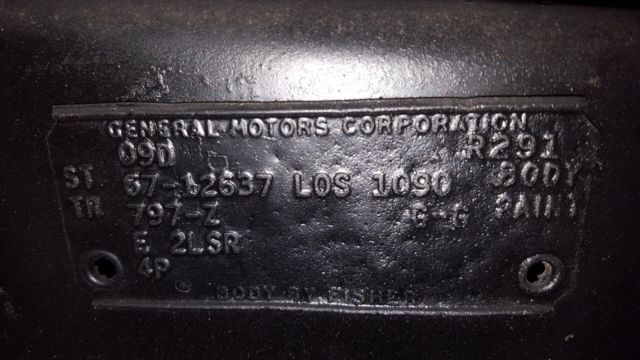 GENERAL MOTORS CORPORATION
09D R291
ST 67-12637 LOS 1090 BODY
TR 797-Z G-G PAINT
E 2LSR
4P
BODY BY FISHER